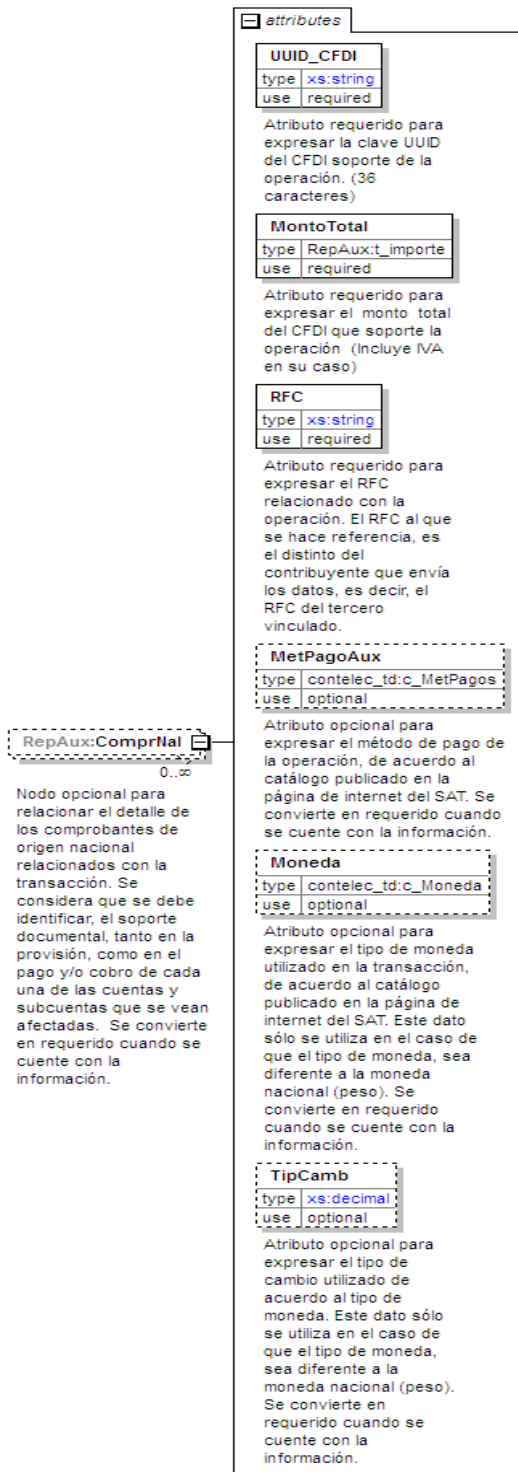 attributes
UUID_CFDI
type xs:string
use required
Atributo requerido para
expresar la clave UUID
del CFDI soporte de la
operación. (36
caracteres)
MontoTotal
type RepAux:t_importe
use required
Atributo requerido para
expresar el monto total
del CFDI que soporte la
operación (Incluye IVA
en su caso)
RFC
type xs:string
use required
Atributo requerido para
expresar el RFC
relacionado con la
operación. El RFC al que
se hace referencia, es
el distinto del
contribuyente que envía
los datos, es decir, el
RFC del tercero
vinculado.
MetPagoAux
type contelec_td:c_MetPagos
use optional
Atributo opcional para
expresar el método de pago de
la operación, de acuerdo al
catálogo publicado en la
página de internet del SAT. Se
convierte en requerido cuando
se cuente con la información.
RepAux:ComprNal
0..∞
Nodo opcional para
relacionar el detalle de
los comprobantes de
origen nacional
relacionados con la
transacción. Se
considera que se debe
identificar, el soporte
documental, tanto en la
provisión, como en el
pago y/o cobro de cada
una de las cuentas y
subcuentas que se vean
afectadas. Se convierte
en requerido cuando se
cuente con la
información.
Moneda
type contelec_td:c_Moneda
use optional
Atributo opcional para
expresar el tipo de moneda
utilizado en la transacción,
de acuerdo al catálogo
publicado en la página de
internet del SAT. Este dato
sólo se utiliza en el caso de
que el tipo de moneda, sea
diferente a la moneda
nacional (peso). Se
convierte en requerido
cuando se cuente con la
información.
TipCamb
type xs:decimal
use optional
Atributo opcional para
expresar el tipo de
cambio utilizado de
acuerdo al tipo de
moneda. Este dato sólo
se utiliza en el caso de
que el tipo de moneda,
sea diferente a la
moneda nacional (peso).
Se convierte en
requerido cuando se
cuente con la
información.